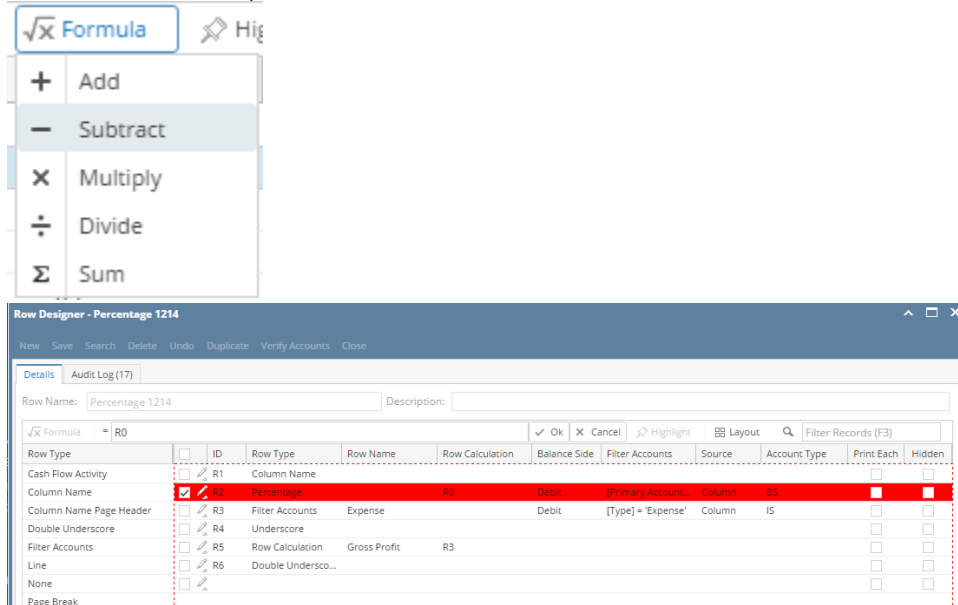 √x Formula Hig
+ Add
− Subtract
× Multiply
÷ Divide
Σ Sum
Row Designer - Percentage 1214
New Save Search Delete Undo Duplicate Verify Accounts Close
Details Audit Log (17)
Row Name: Percentage 1214 Description:
√x Formula = R0 Ok Cancel Highlight Layout Filter Records (F3)
Row Type ID Row Type Row Name Row Calculation Balance Side Filter Accounts Source Account Type Print Each Hidden
Cash Flow Activity R1 Column Name
Column Name R2 Percentage R0 Debit [Primary Account... Column BS
Column Name Page Header R3 Filter Accounts Expense Debit [Type] = 'Expense' Column IS
Double Underscore R4 Underscore
Filter Accounts R5 Row Calculation Gross Profit R3
Line R6 Double Undersco...
None
Page Break